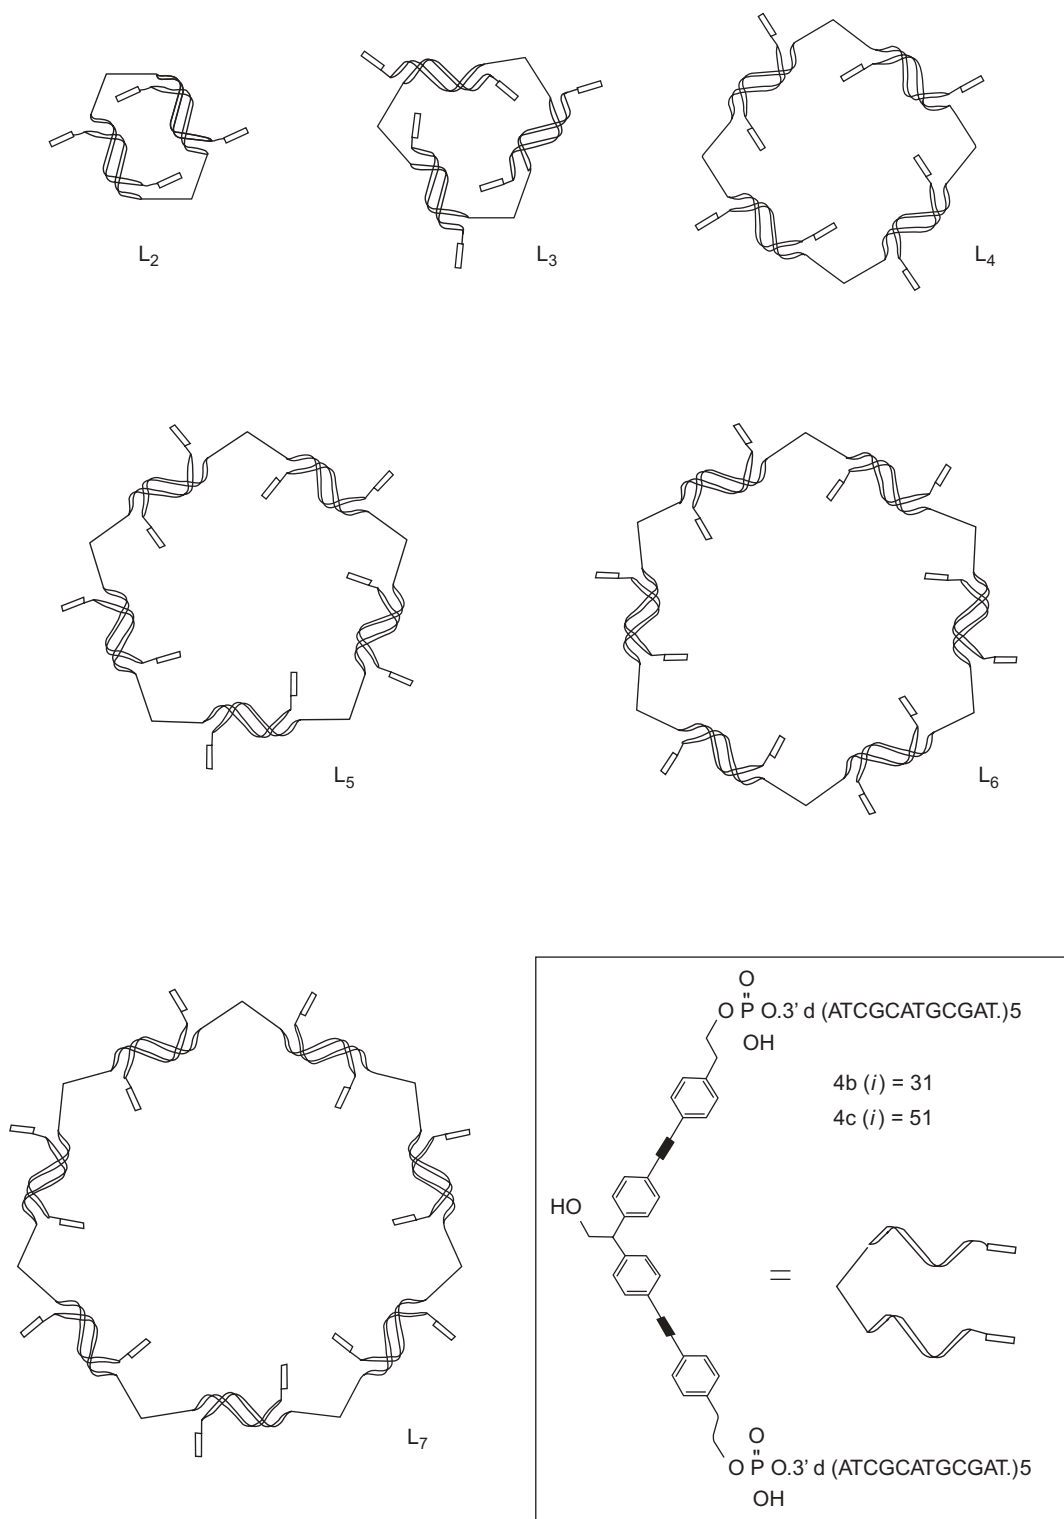 L2
L3
L4
L5
L6
L7
O
O P O.3’ d (ATCGCATGCGAT.)5
OH
4b (i) = 31
4c (i) = 51
HO
=
O
O P O.3’ d (ATCGCATGCGAT.)5
OH